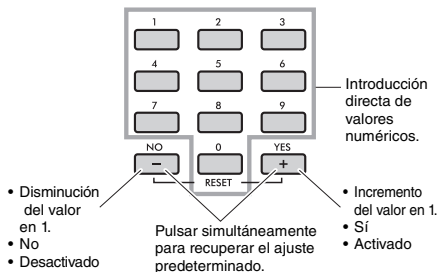 1 2 3
4 5 6
7 8 9
NO 0 YES
– +
RESET
Introducción
directa de
valores
numéricos.
• Disminución
del valor
en 1.
• No
• Desactivado
Pulsar simultáneamente
para recuperar el ajuste
predeterminado.
• Incremento
del valor en 1.
• Sí
• Activado